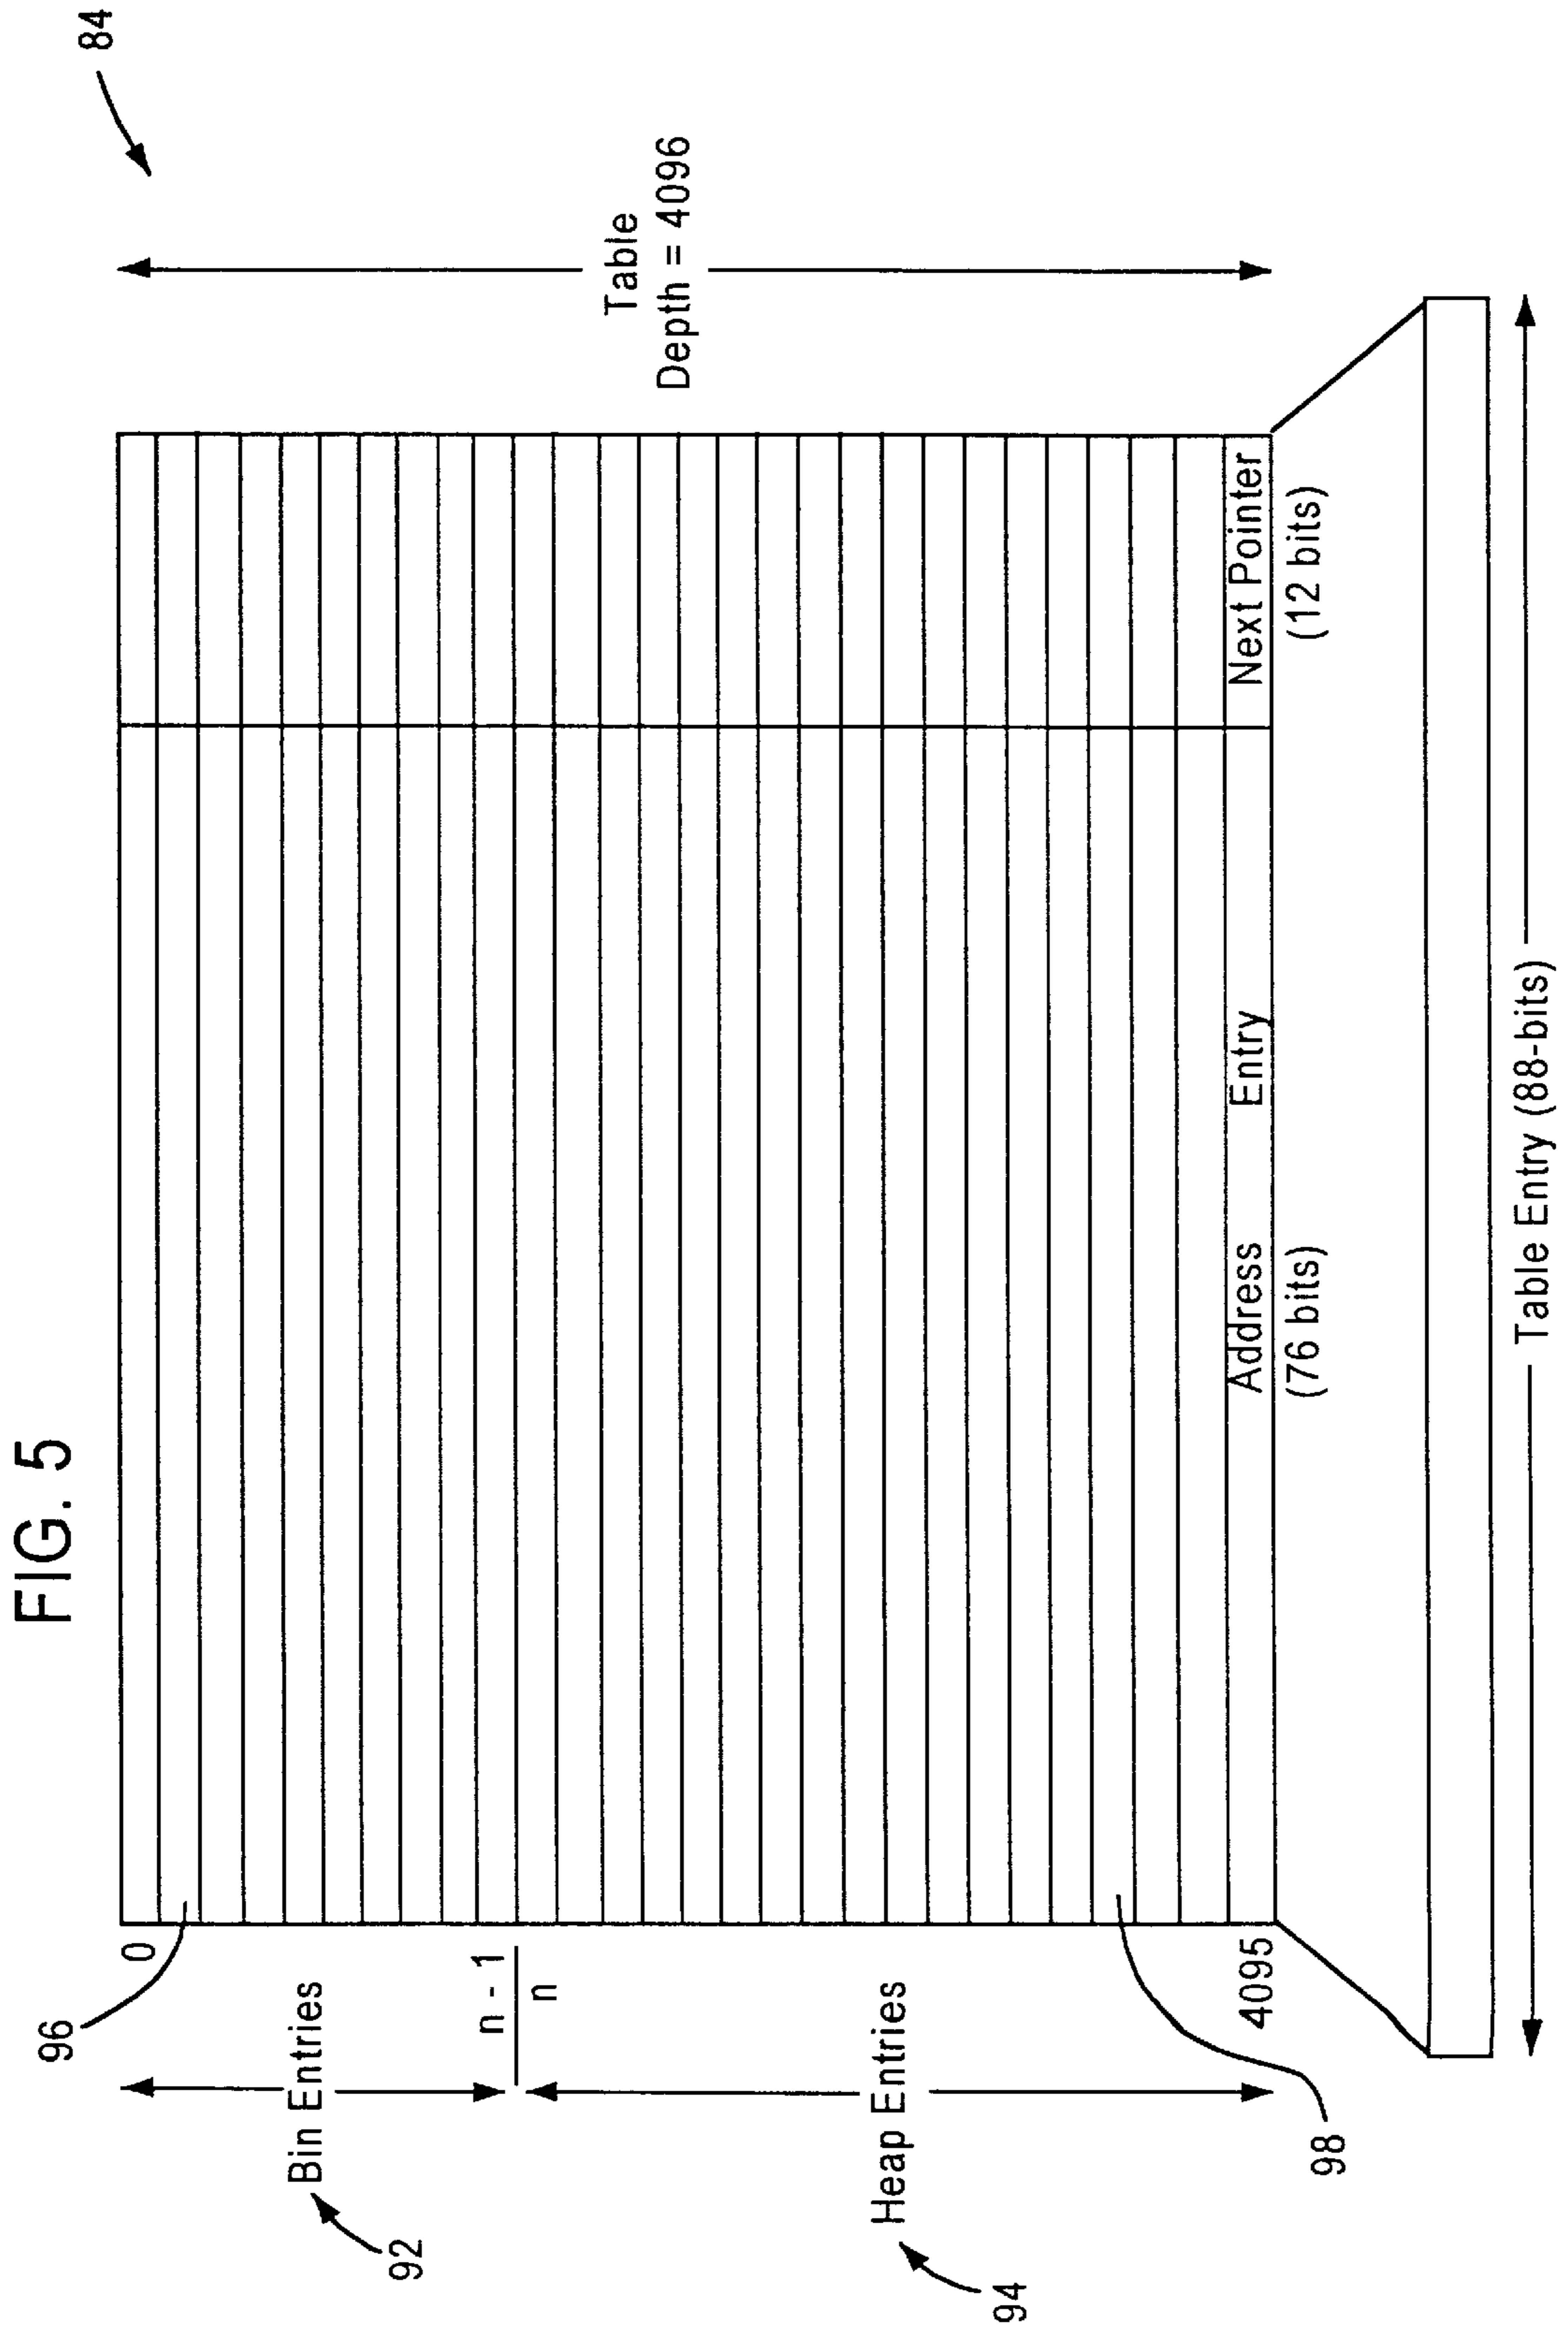 FIG. 5
84
96
0
Bin Entries
92
n - 1
n
Table
Depth = 4096
Heap Entries
94
98
4095
Address Entry
Next Pointer
(76 bits)
(12 bits)
Table Entry (88-bits)